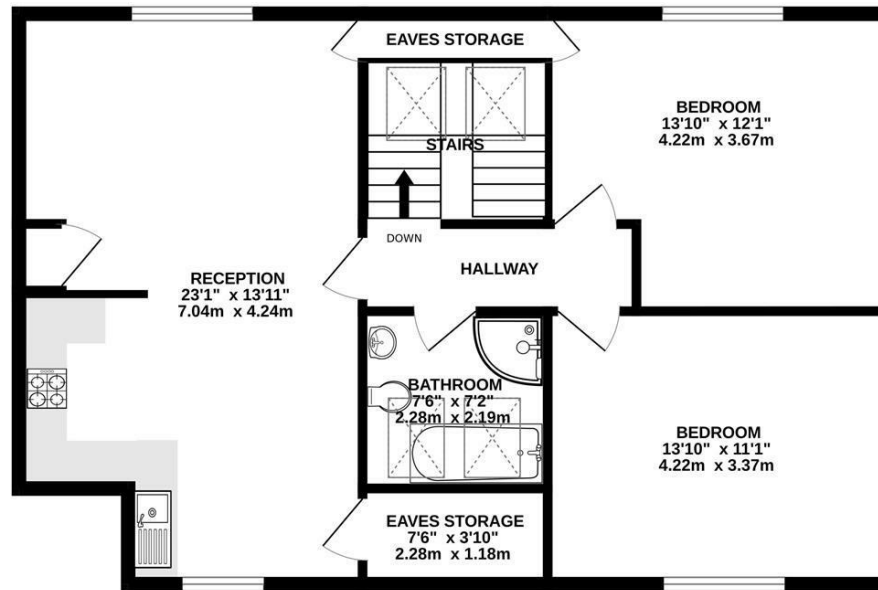 EAVES STORAGE
BEDROOM
13'10" x 12'1"
4.22m x 3.67m
STAIRS
DOWN
HALLWAY
RECEPTION
23'1" x 13'11"
7.04m x 4.24m
BATHROOM
7'6" x 7'2"
2.28m x 2.19m
BEDROOM
13'10" x 11'1"
4.22m x 3.37m
EAVES STORAGE
7'6" x 3'10"
2.28m x 1.18m